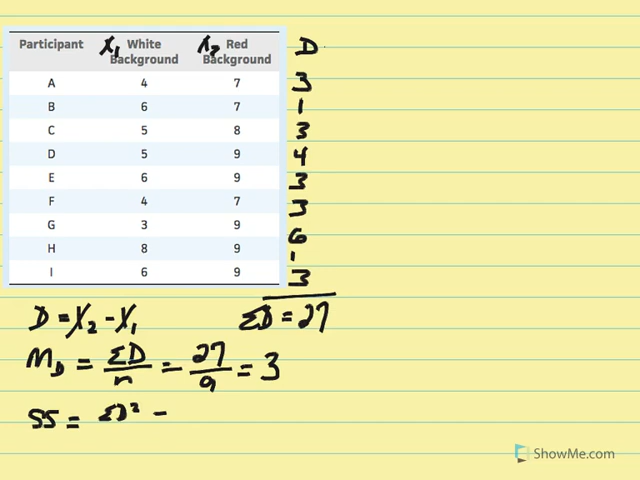 Participant X₁ White Background X₂ Red Background D
A 4 7 3
B 6 7 1
C 5 8 3
D 5 9 4
E 6 9 3
F 4 7 3
G 3 9 6
H 8 9 1
I 6 9 3
D = X₂ - X₁ ΣD = 27
M_D = ΣD/n = 27/9 = 3
SS = ΣD² -
ShowMe.com